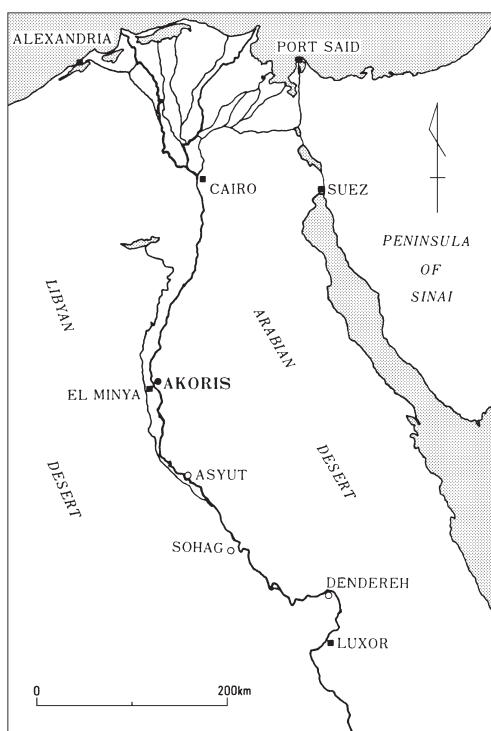 ALEXANDRIA
PORT SAID
CAIRO
SUEZ
PENINSULA
OF
SINAI
LIBYAN
ARABIAN
EL MINYA
AKORIS
DESERT
DESERT
ASYUT
SOHAG
DENDEREH
LUXOR
0 200km